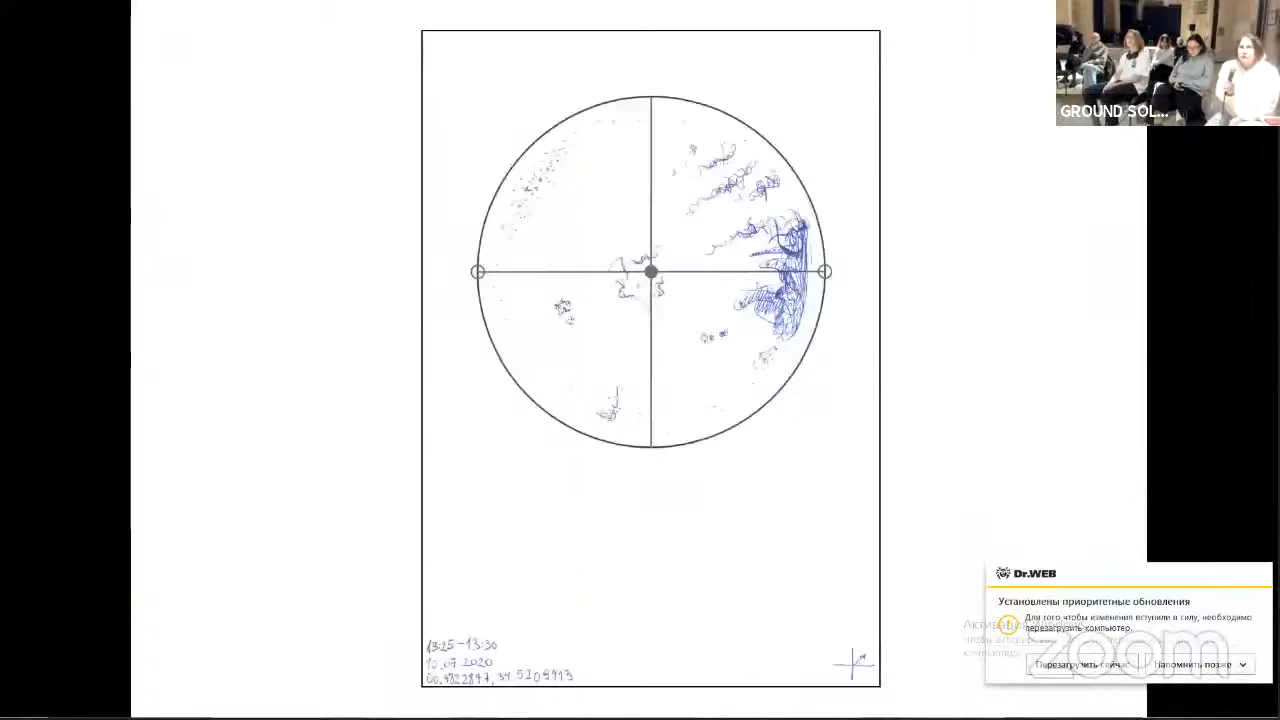 GROUND SOL...
13:25-13:30
10.07.2020
Dr.WEB
Установлены приоритетные обновления
Для того чтобы изменения вступили в силу, необходимо
перезагрузить компьютер.
zoom
Перезагрузить сейчас
Напомнить позже